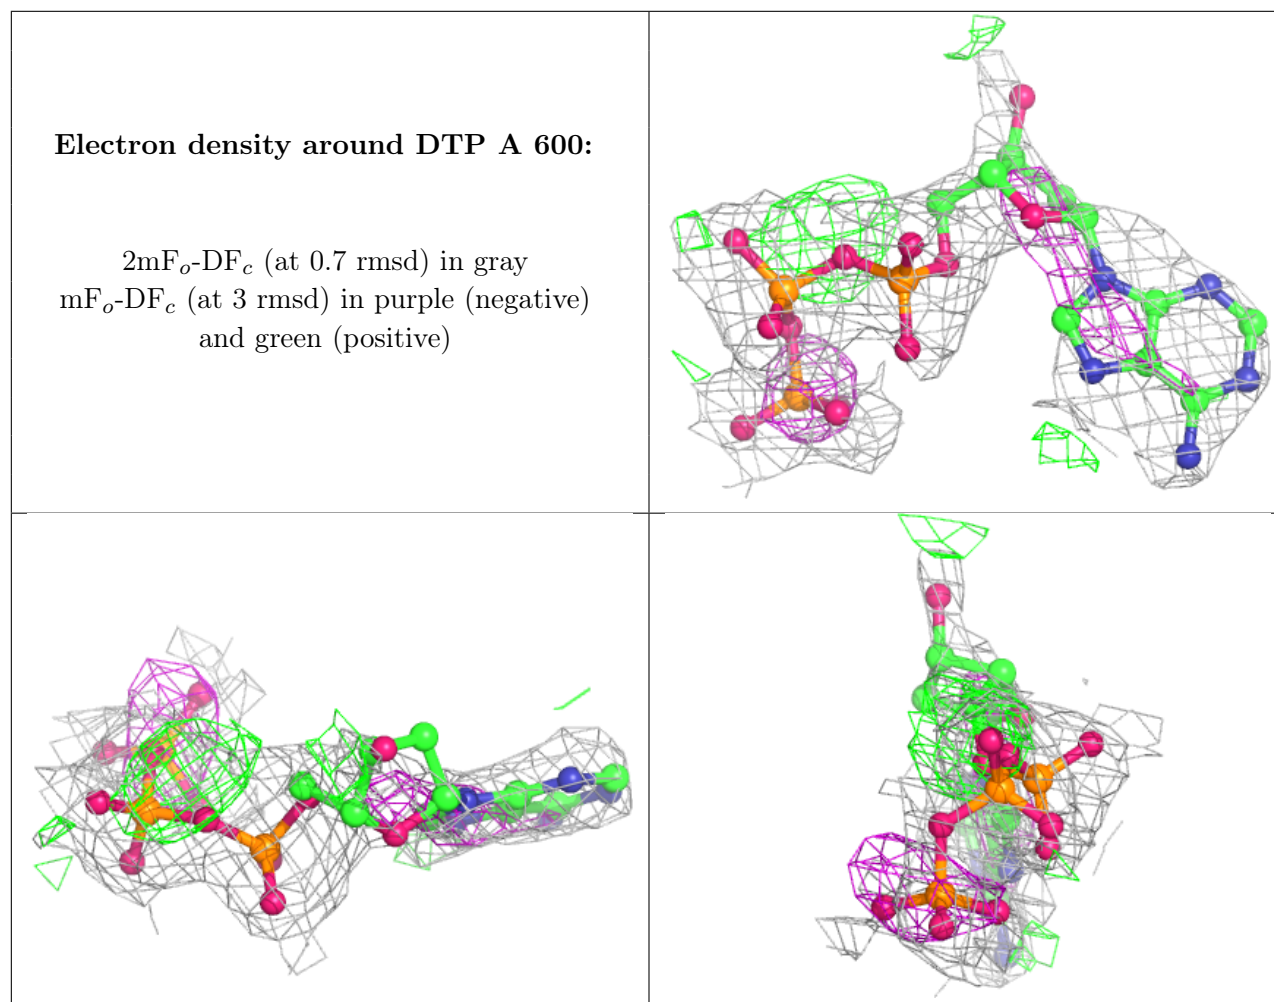 Electron density around DTP A 600:
2mFo-DFc (at 0.7 rmsd) in gray
mFo-DFc (at 3 rmsd) in purple (negative)
and green (positive)